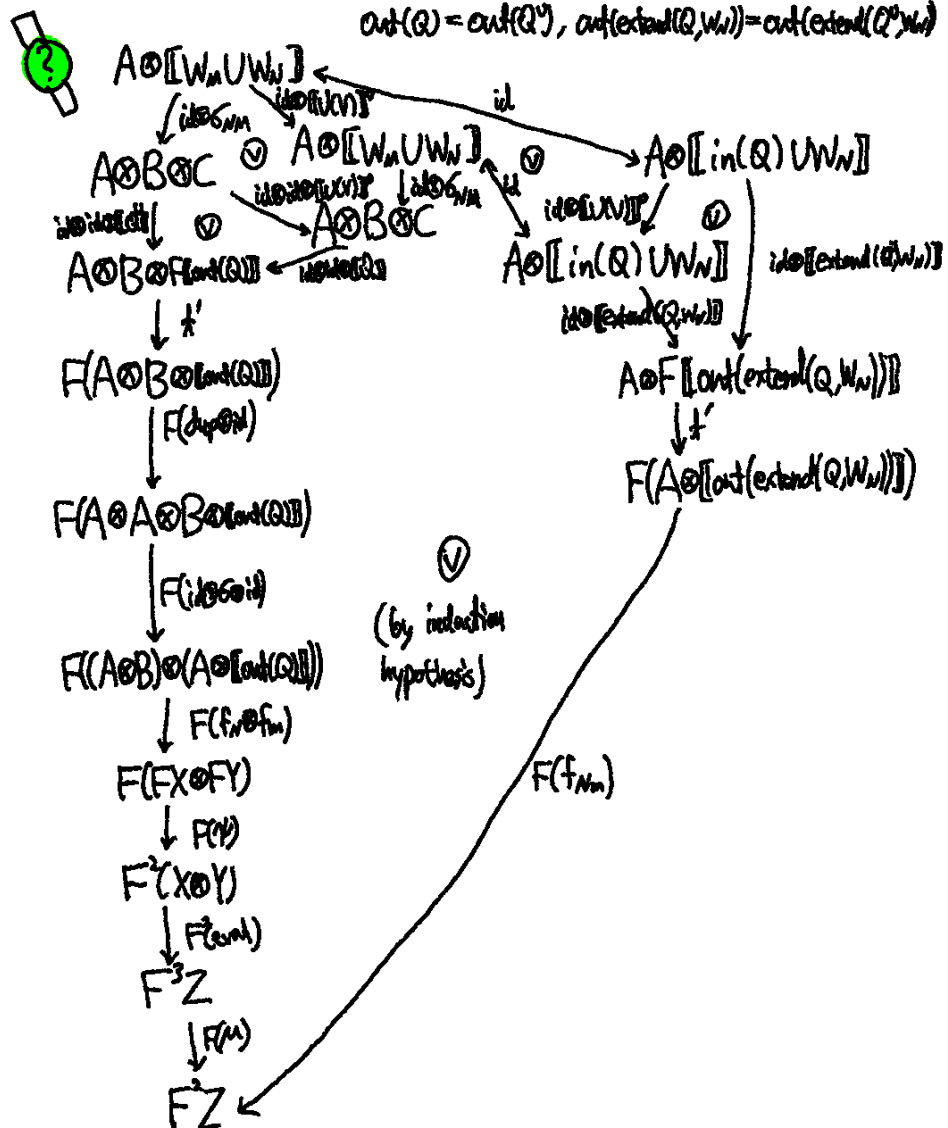 out(Q) = out(Qᵛ), out(extend(Q,W_N)) = out(extend(Qᵛ,W_N))
?
A⊗⟦W_M∪W_N⟧
id⊗⟦U(V)⟧ᵖ
id
id⊗σ_NM
A⊗⟦W_M∪W_N⟧
A⊗⟦in(Q)∪W_N⟧
A⊗B⊗C
id⊗id⊗⟦U(V)⟧ᵖ
id⊗σ_NM
id
id⊗⟦U(V)⟧ᵖ
A⊗B⊗C
A⊗B⊗F⟦out(Q)⟧
id⊗id⊗⟦Q⟧
A⊗⟦in(Q)∪W_N⟧
id⊗⟦extend(Q,W_N)⟧
t'
F(A⊗B⊗⟦out(Q)⟧)
A⊗F⟦out(extend(Q,W_N))⟧
F(dup⊗id)
t'
F(A⊗⟦out(extend(Q,W_N))⟧)
F(A⊗A⊗B⊗⟦out(Q)⟧)
F(id⊗σ⊗id)
(by induction
hypothesis)
F((A⊗B)⊗(A⊗⟦out(Q)⟧))
F(f_N⊗f_m)
F(FX⊗FY)
F(f_Nm)
F(ψ)
F²(X⊗Y)
F²(eval)
F³Z
F(μ)
F²Z